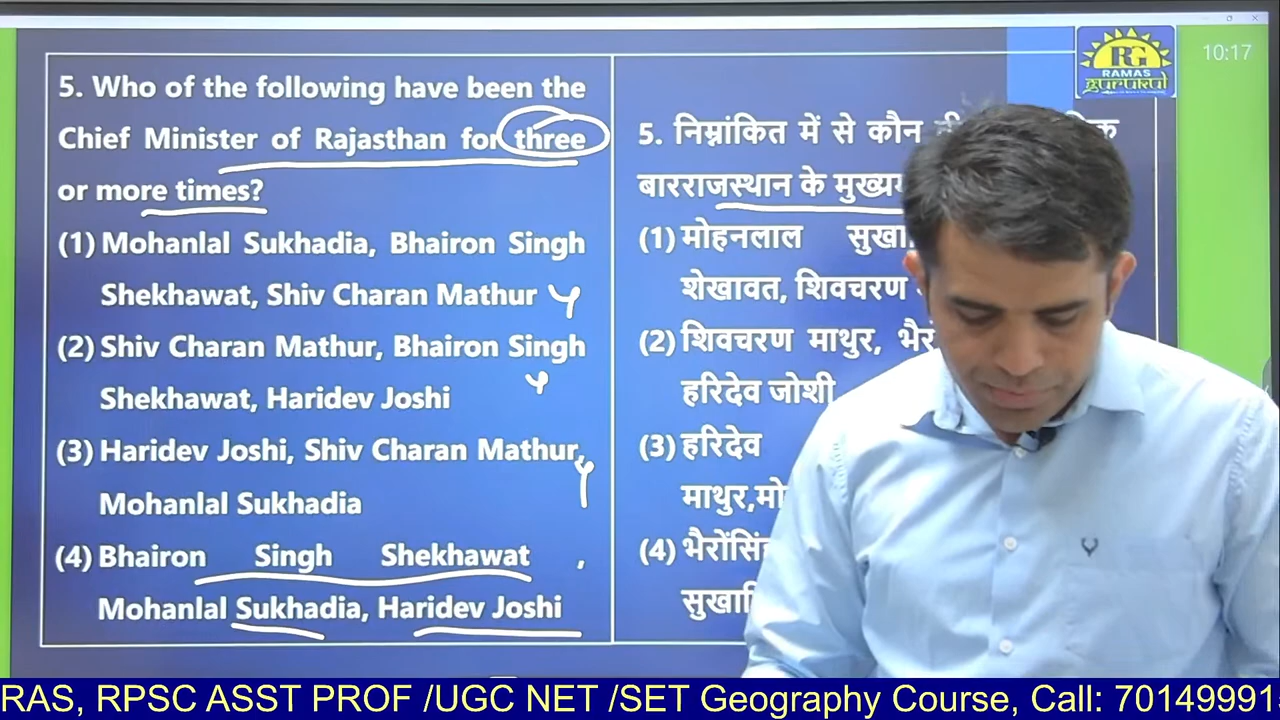 10:17
RG
RAMAS
gurukul
5. Who of the following have been the
Chief Minister of Rajasthan for three
or more times?
(1) Mohanlal Sukhadia, Bhairon Singh
Shekhawat, Shiv Charan Mathur
(2) Shiv Charan Mathur, Bhairon Singh
Shekhawat, Haridev Joshi
(3) Haridev Joshi, Shiv Charan Mathur,
Mohanlal Sukhadia
(4) Bhairon Singh Shekhawat ,
Mohanlal Sukhadia, Haridev Joshi
5. निम्नांकित में से कौन
बारराजस्थान के
(1) मोहनलाल
शेखावत, शिवचरण
(2) शिवचरण माथुर,
हरिदेव जोशी
(3) हरिदेव
माथुर,
(4)
RAS, RPSC ASST PROF /UGC NET /SET Geography Course, Call: 70149991